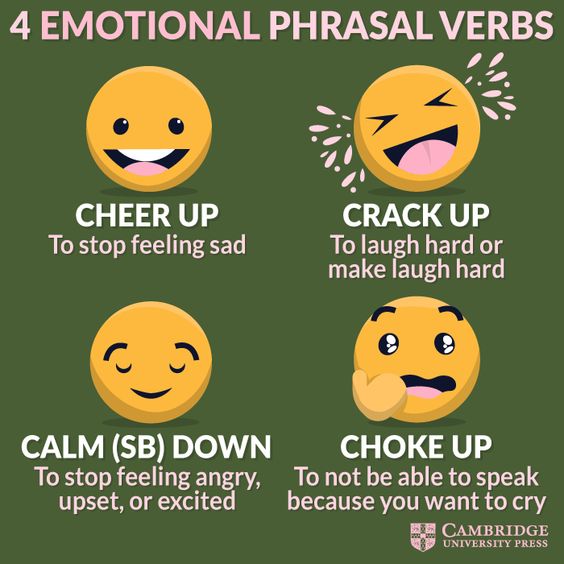 4 EMOTIONAL PHRASAL VERBS
CHEER UP
To stop feeling sad
CRACK UP
To laugh hard or
make laugh hard
CALM (SB) DOWN
To stop feeling angry,
upset, or excited
CHOKE UP
To not be able to speak
because you want to cry
CAMBRIDGE
UNIVERSITY PRESS